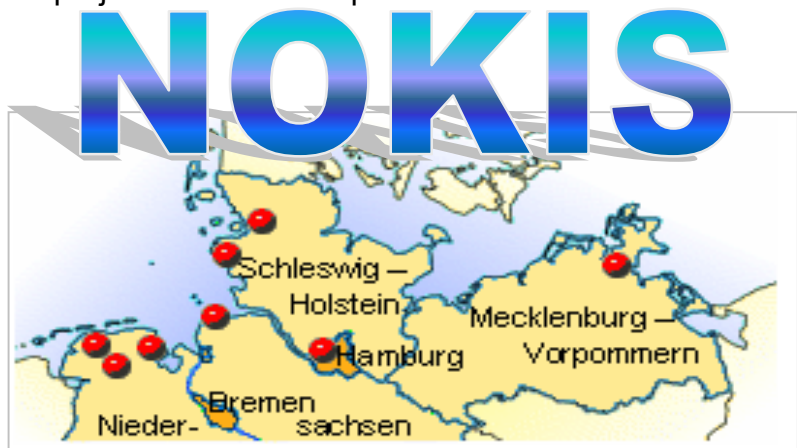 NOKIS
Schleswig –
Holstein
Mecklenburg –
Vorpommern
Hamburg
Bremen
Nieder- sachsen